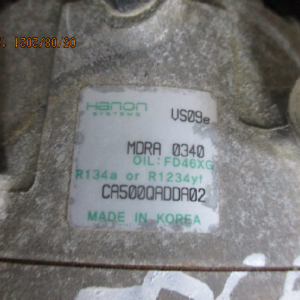 Hanon
SYSTEMS
VS09e
MDRA 0340
OIL: FD46XG
R134a or R1234yf
CA500QADDA02
MADE IN KOREA